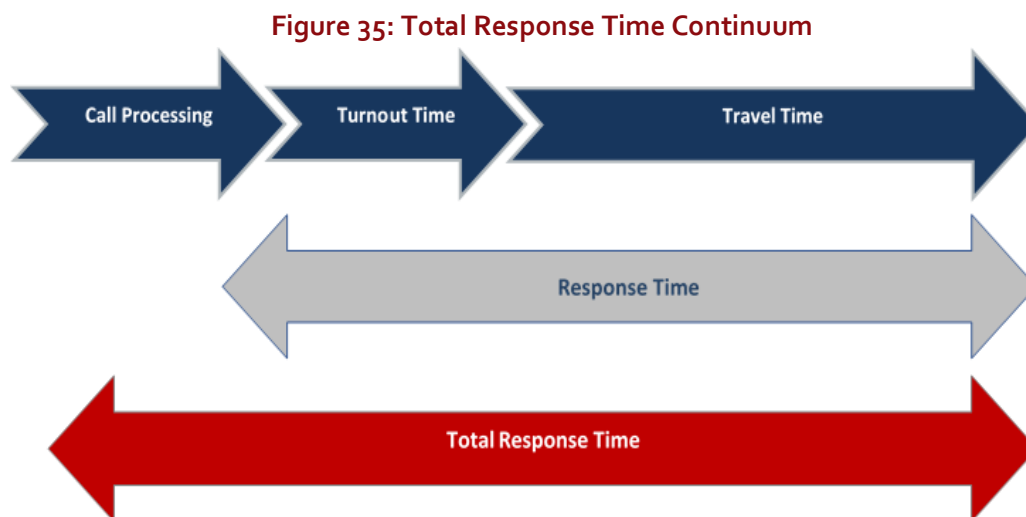 Figure 35: Total Response Time Continuum
Call Processing
Turnout Time
Travel Time
Response Time
Total Response Time